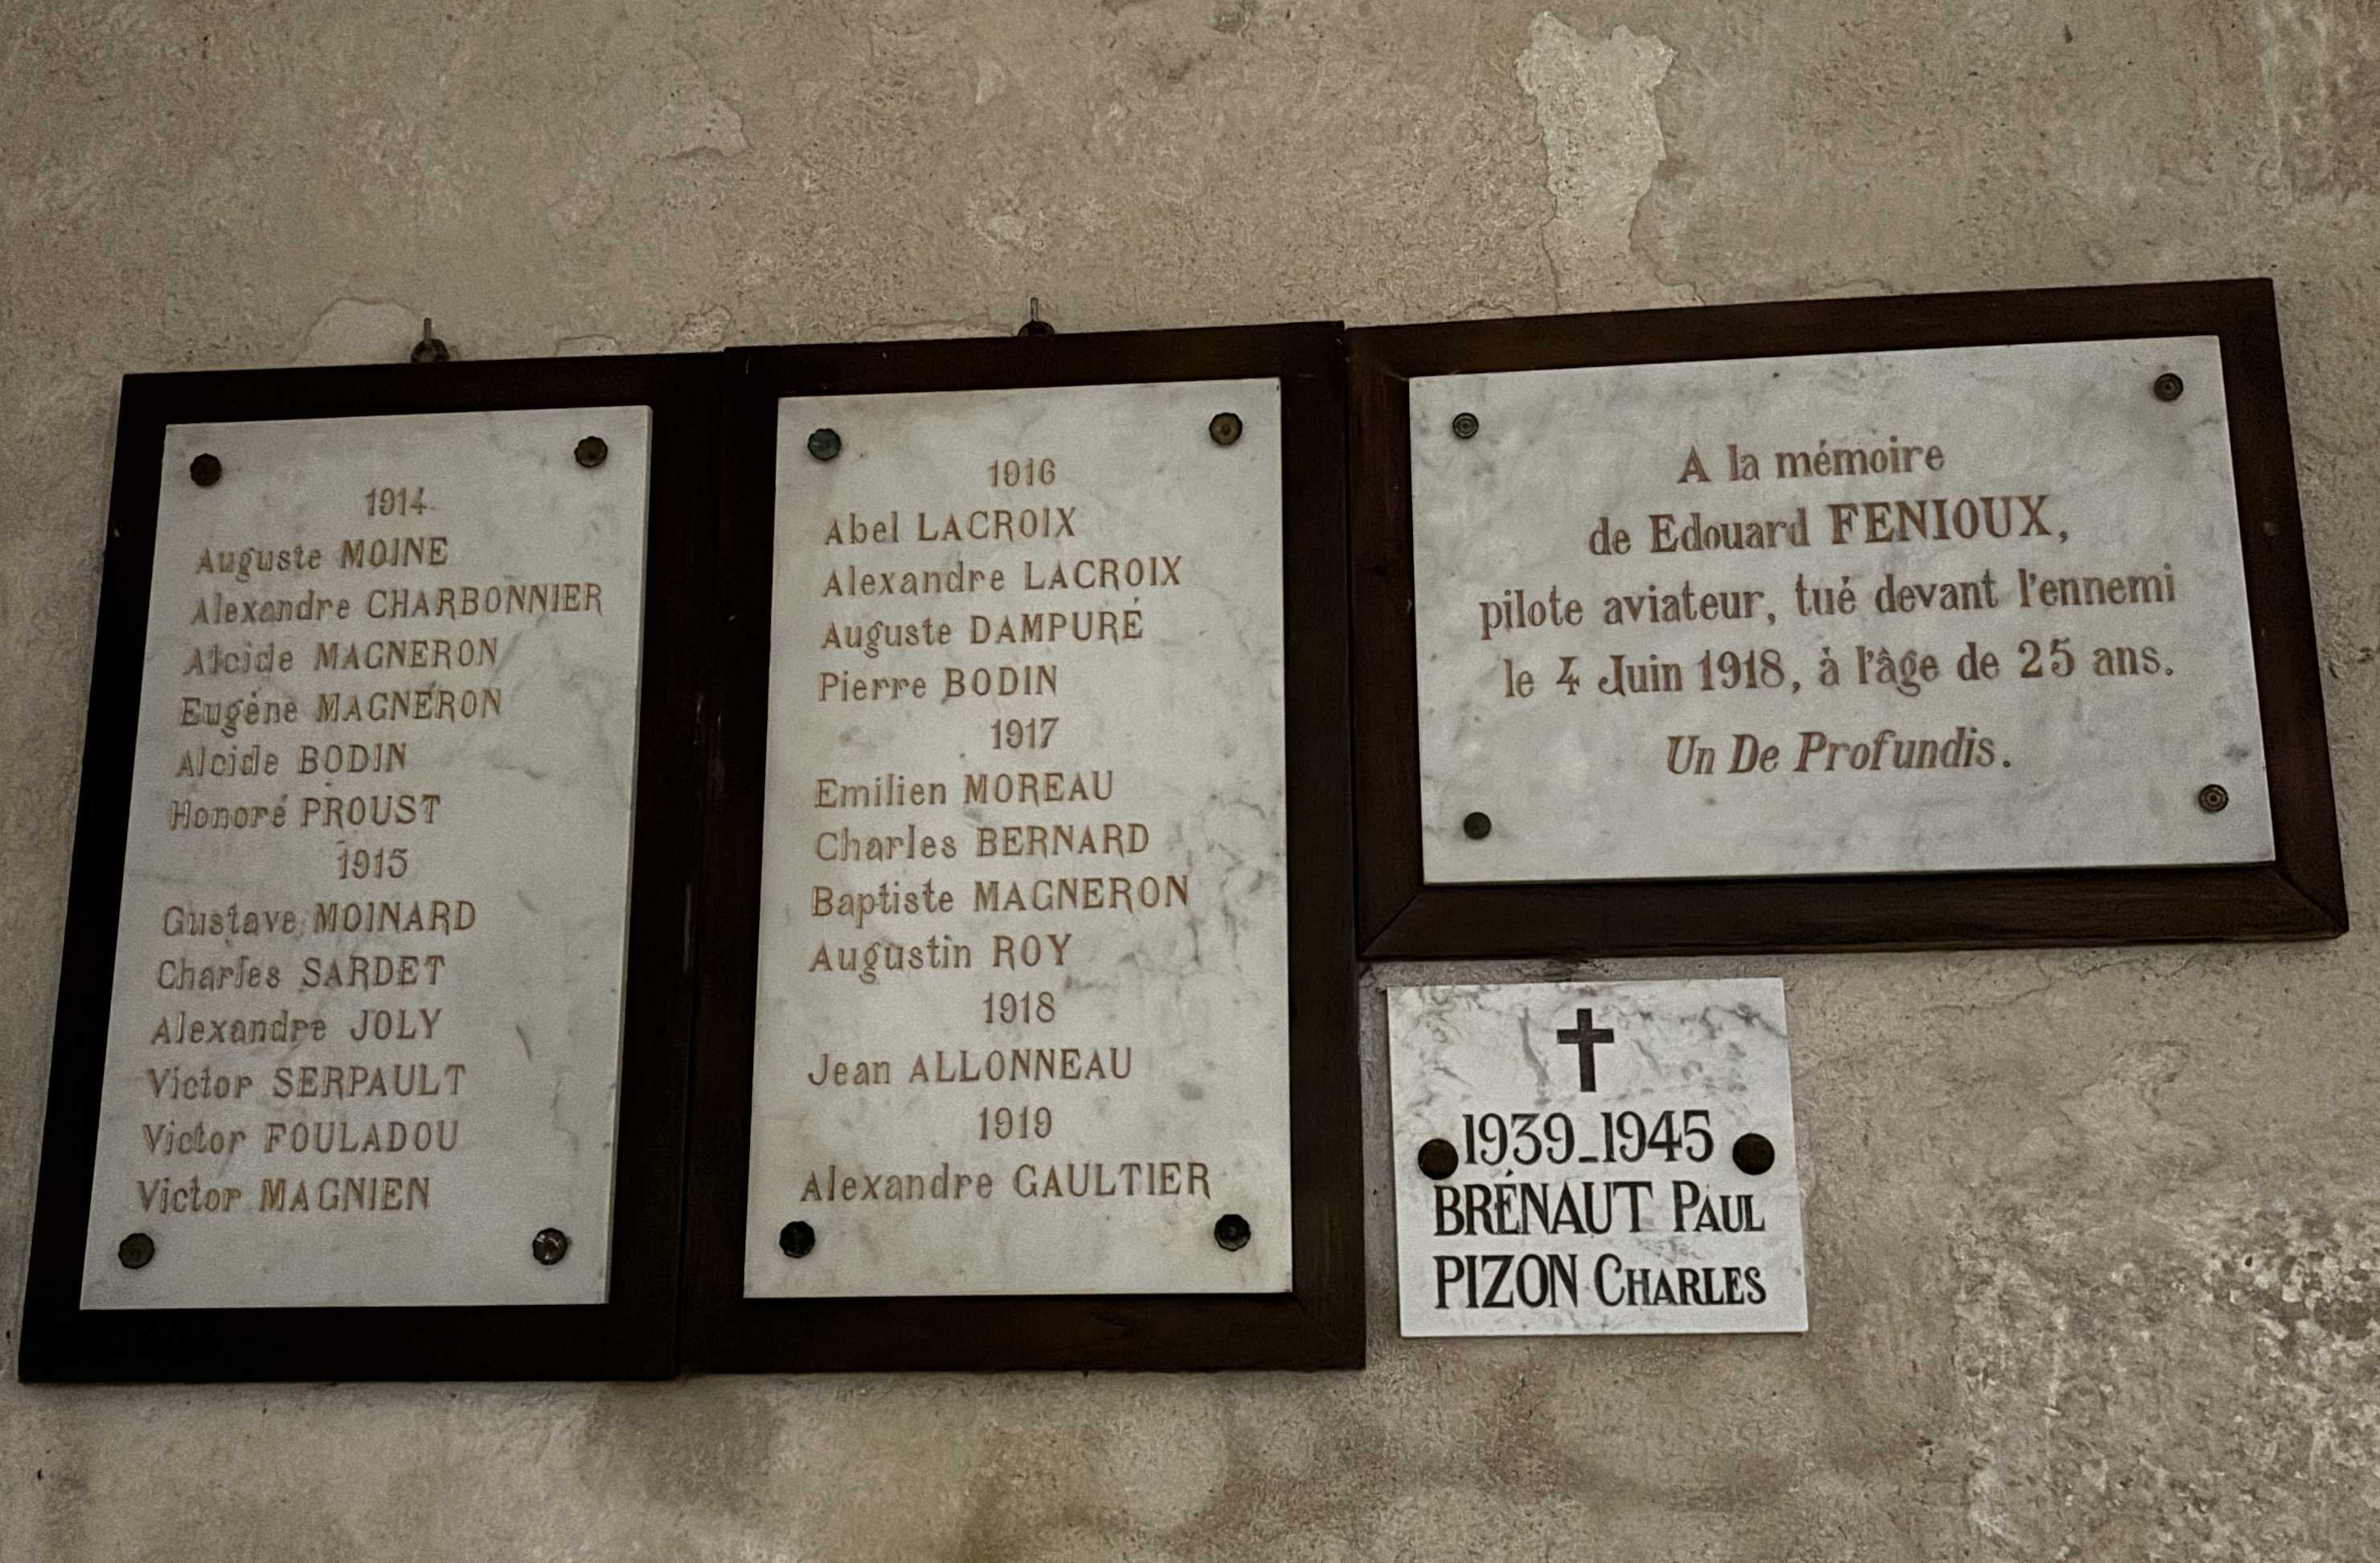 1914
Auguste MOINE
Alexandre CHARBONNIER
Alcide MAGNERON
Eugène MAGNERON
Alcide BODIN
Honoré PROUST
1915
Gustave MOINARD
Charles SARDET
Alexandre JOLY
Victor SERPAULT
Victor FOULADOU
Victor MAGNIEN
1916
Abel LACROIX
Alexandre LACROIX
Auguste DAMPURÉ
Pierre BODIN
1917
Emilien MOREAU
Charles BERNARD
Baptiste MAGNERON
Augustin ROY
1918
Jean ALLONNEAU
1919
Alexandre GAULTIER
A la mémoire
de Edouard FENIOUX,
pilote aviateur, tué devant l'ennemi
le 4 Juin 1918, à l'âge de 25 ans.
Un De Profundis.
1939_1945
BRÉNAUT PAUL
PIZON CHARLES